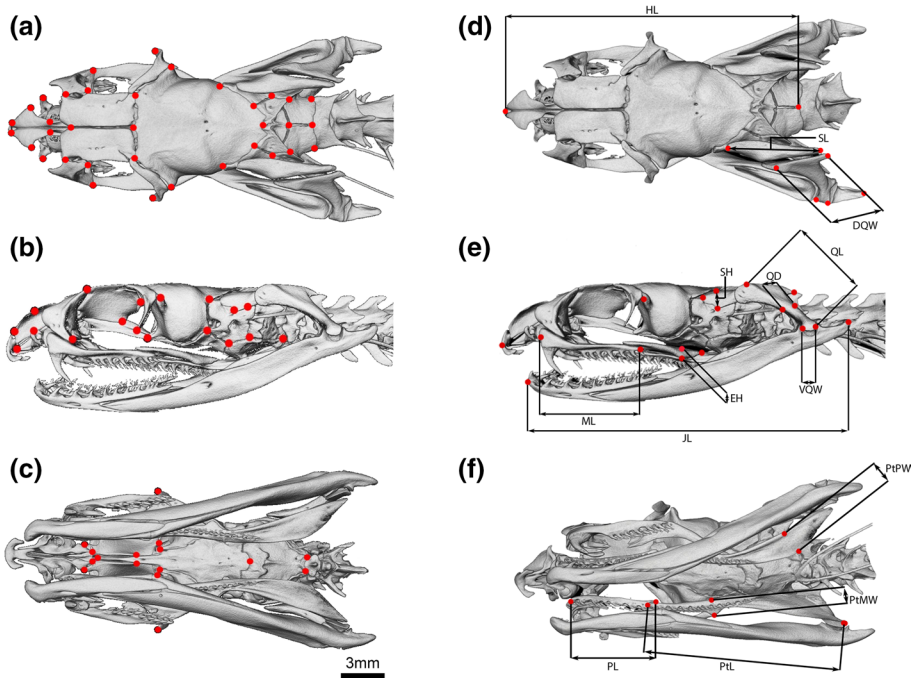 (a)
(b)
(c)
3mm
(d)
HL
SL
DQW
(e)
QL
SH
QD
VQW
EH
ML
JL
(f)
PtPW
PtMW
PL
PtL